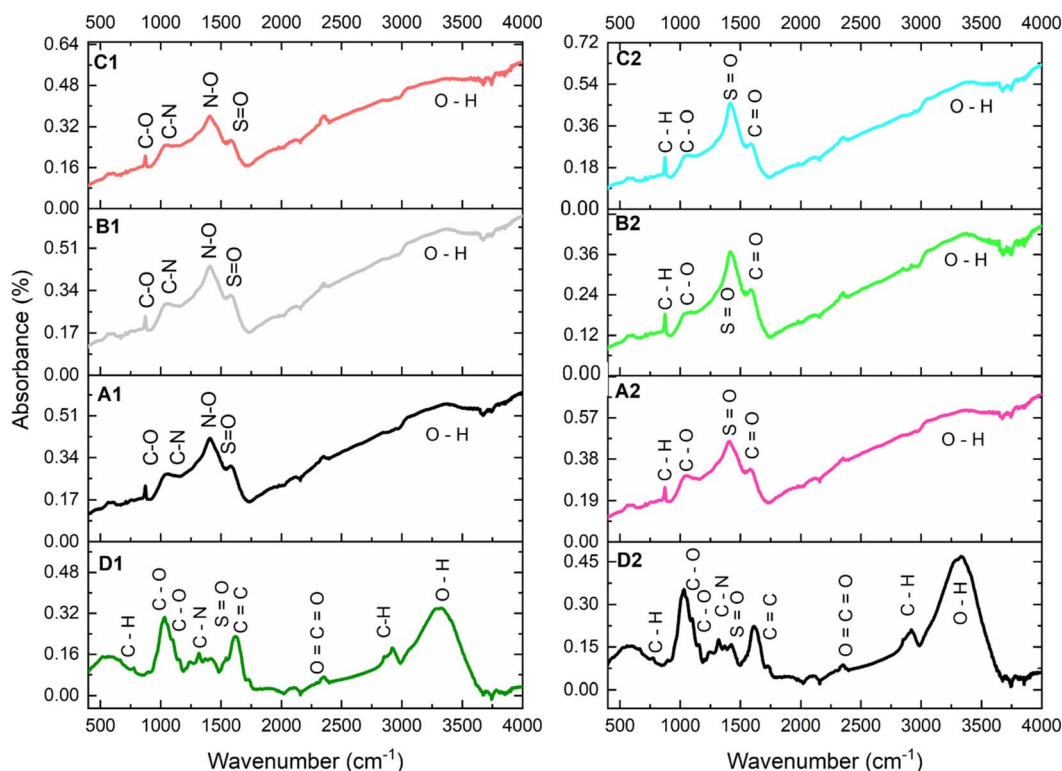 500 1000 1500 2000 2500 3000 3500 4000
500 1000 1500 2000 2500 3000 3500 4000
Absorbance (%)
C1
0.64
0.48
0.32
0.16
0.00
C-O
C-N
N-O
S=O
O - H
B1
0.51
0.34
0.17
0.00
C-O
C-N
N-O
S=O
O - H
A1
0.51
0.34
0.17
0.00
C-O
C-N
N-O
S=O
O - H
D1
0.48
0.32
0.16
0.00
C - H
C - O
C - O
C - N
S = O
C = C
O = C = O
C-H
O - H
500 1000 1500 2000 2500 3000 3500 4000
Wavenumber (cm⁻¹)
C2
0.72
0.54
0.36
0.18
0.00
C - H
C - O
S = O
C = O
O - H
B2
0.36
0.24
0.12
0.00
C - H
C - O
S = O
C = O
O - H
A2
0.57
0.38
0.19
0.00
C - H
C - O
S = O
C = O
O - H
D2
0.45
0.30
0.15
0.00
C - H
C - O
C - O
C - N
S = O
C = C
O = C = O
C - H
O - H
500 1000 1500 2000 2500 3000 3500 4000
Wavenumber (cm⁻¹)